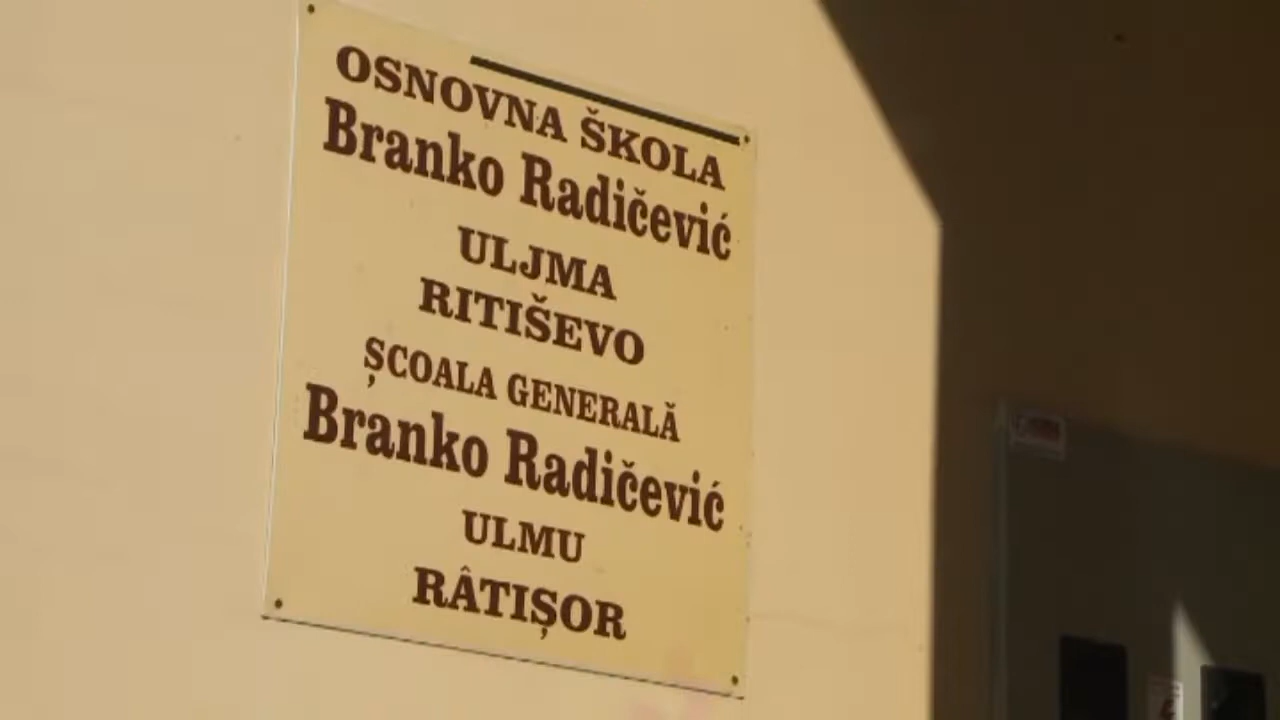 OSNOVNA ŠKOLA
Branko Radičević
ULJMA
RITIŠEVO
ȘCOALA GENERALĂ
Branko Radičević
ULMU
RÂTIȘOR